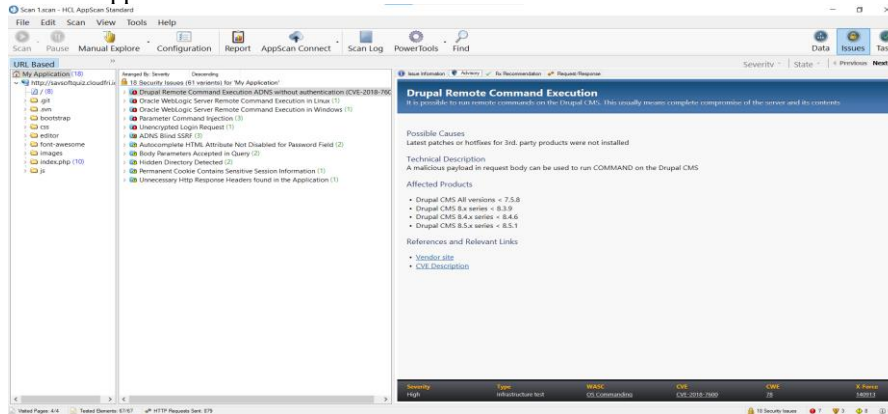 Scan 1.scan - HCL AppScan Standard
File Edit Scan View Tools Help
Scan Pause Manual Explore Configuration Report AppScan Connect Scan Log PowerTools Find Data Issues Tas
URL Based
Severity State Previous Next
My Application (18)
http://savsoftquiz.cloudfri.i
/ (8)
.git
.svn
bootstrap
css
editor
font-awesome
images
index.php (10)
js
Arranged By: Severity Descending
18 Security Issues (61 variants) for 'My Application'
Drupal Remote Command Execution ADNS without authentication (CVE-2018-760
Oracle WebLogic Server Remote Command Execution in Linux (1)
Oracle WebLogic Server Remote Command Execution in Windows (1)
Parameter Command Injection (3)
Unencrypted Login Request (1)
ADNS Blind SSRF (3)
Autocomplete HTML Attribute Not Disabled for Password Field (2)
Body Parameters Accepted in Query (2)
Hidden Directory Detected (2)
Permanent Cookie Contains Sensitive Session Information (1)
Unnecessary Http Response Headers found in the Application (1)
Issue Information Advisory Fix Recommendation Request/Response
Drupal Remote Command Execution
It is possible to run remote commands on the Drupal CMS. This usually means complete compromise of the server and its contents
Possible Causes
Latest patches or hotfixes for 3rd. party products were not installed
Technical Description
A malicious payload in request body can be used to run COMMAND on the Drupal CMS
Affected Products
• Drupal CMS All versions < 7.5.8
• Drupal CMS 8.x series < 8.3.9
• Drupal CMS 8.4.x series < 8.4.6
• Drupal CMS 8.5.x series < 8.5.1
References and Relevant Links
• Vendor site
• CVE Description
Severity Type WASC CVE CWE X-Force
High Infrastructure test OS Commanding CVE-2018-7600 78 140913
Visited Pages: 4/4 Tested Elements: 67/67 HTTP Requests Sent: 879 18 Security Issues 7 3 8